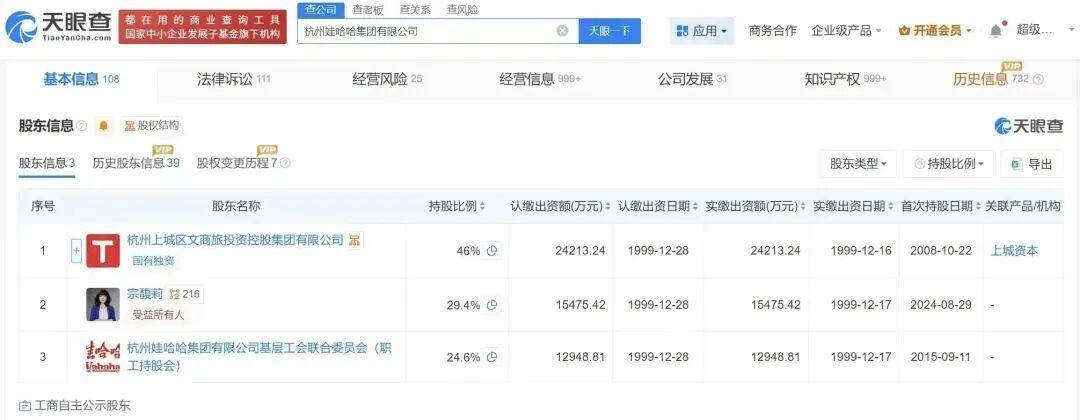 天眼查
TianYanCha.com
都在用的商业查询工具
国家中小企业发展子基金旗下机构
查公司 查老板 查关系 查风险
杭州娃哈哈集团有限公司
天眼一下
应用
商务合作
企业级产品
开通会员
超级...
基本信息 108
法律诉讼 111
经营风险 25
经营信息 999+
公司发展 31
知识产权 999+
VIP
历史信息 732
股东信息
股权结构
天眼查
股东信息 3
VIP
历史股东信息 39
VIP
股权变更历程 7
股东类型
持股比例
导出
序号 股东名称 持股比例 认缴出资额(万元) 认缴出资日期 实缴出资额(万元) 实缴出资日期 首次持股日期 关联产品/机构
1 + T 杭州上城区文商旅投资控股集团有限公司 46% 24213.24 1999-12-28 24213.24 1999-12-16 2008-10-22 上城资本
国有独资
2 宗馥莉 216 29.4% 15475.42 1999-12-28 15475.42 1999-12-17 2024-08-29 -
受益所有人
3 娃哈哈 Wahaha 杭州娃哈哈集团有限公司基层工会联合委员会（职 24.6% 12948.81 1999-12-28 12948.81 1999-12-17 2015-09-11 -
工持股会）
工商自主公示股东